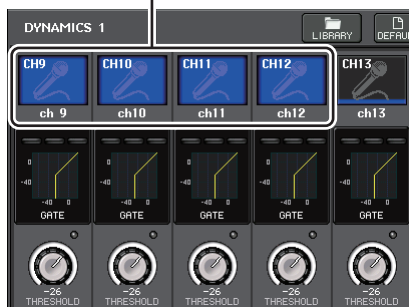 DYNAMICS 1
LIBRARY
DEFAU
CH9 CH10 CH11 CH12 CH13
ch 9 ch10 ch11 ch12 ch13
0 0 0 0 0
-40 -40 -40 -40 -40
-40 0 -40 0 -40 0 -40 0 -40 0
GATE GATE GATE GATE GATE
-26 -26 -26 -26 -26
THRESHOLD THRESHOLD THRESHOLD THRESHOLD THRESHOLD